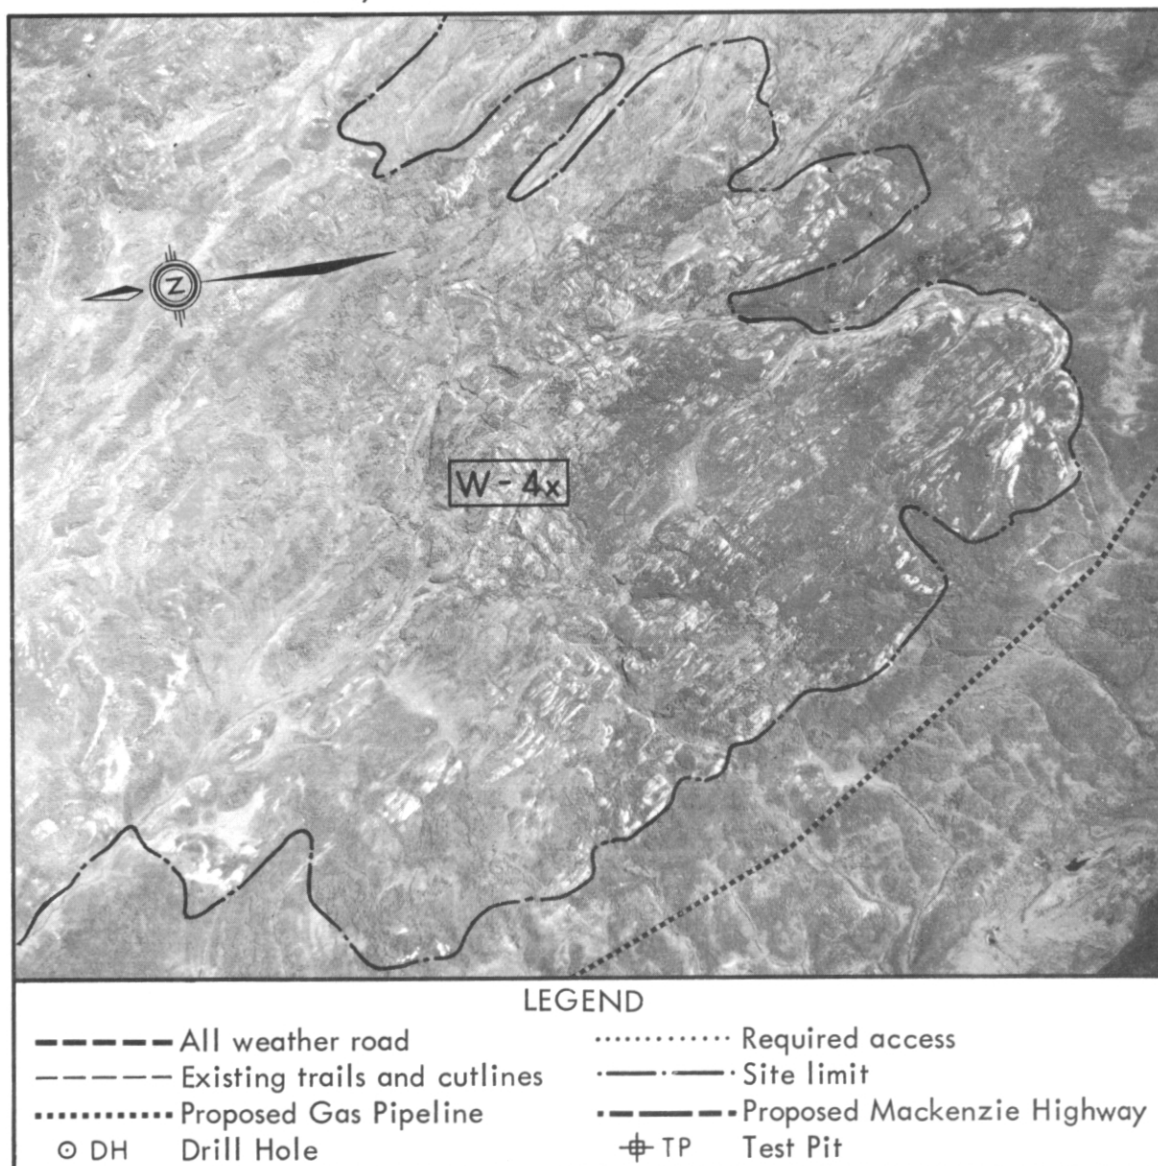 N
W-4x
LEGEND
All weather road
Required access
Existing trails and cutlines
Site limit
Proposed Gas Pipeline
Proposed Mackenzie Highway
DH Drill Hole
TP Test Pit